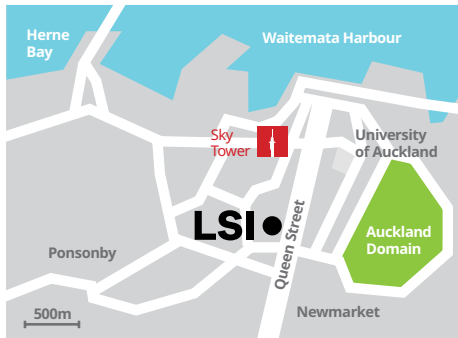 Herne
Bay
Waitemata Harbour
Sky
Tower
University
of Auckland
LSI
Queen Street
Auckland
Domain
Ponsonby
500m
Newmarket